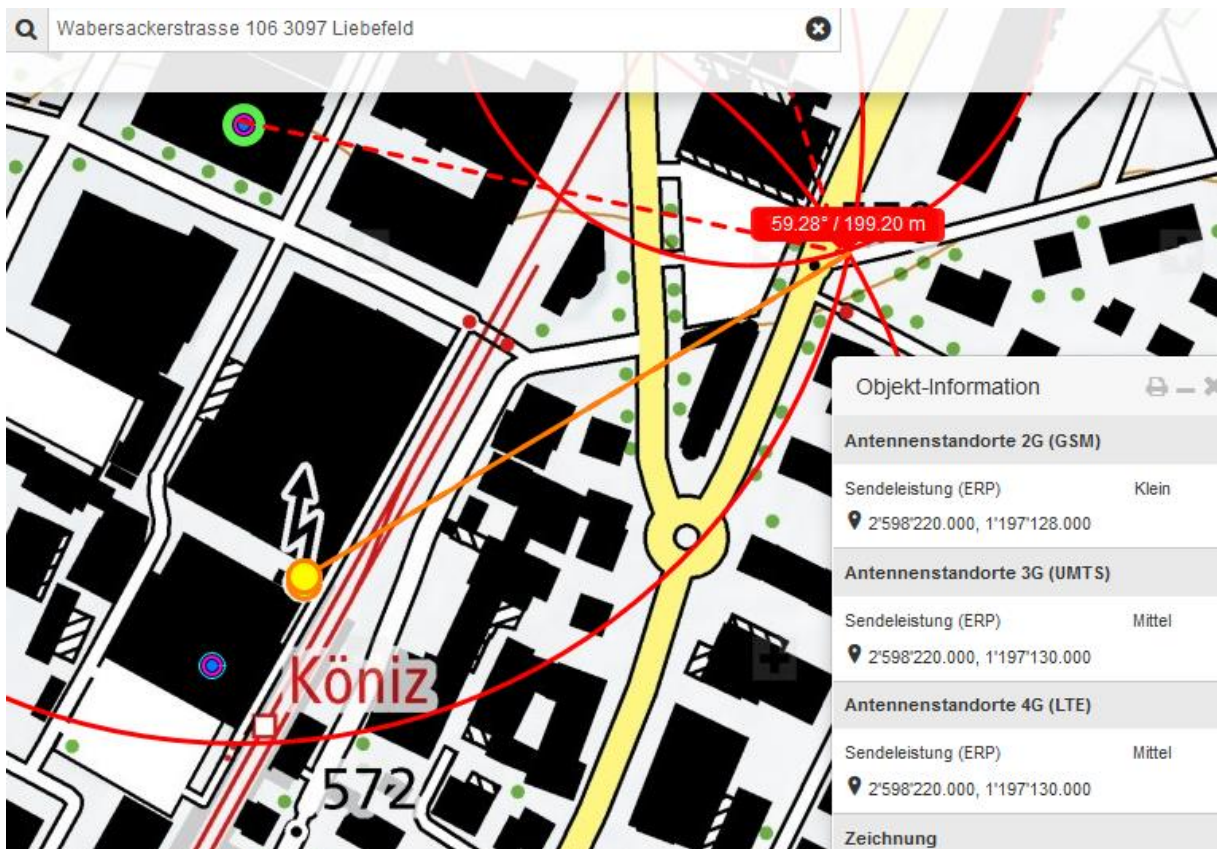 Wabersackerstrasse 106 3097 Liebefeld
59.28° / 199.20 m
Objekt-Information
Antennenstandorte 2G (GSM)
Sendeleistung (ERP) Klein
2'598'220.000, 1'197'128.000
Antennenstandorte 3G (UMTS)
Sendeleistung (ERP) Mittel
2'598'220.000, 1'197'130.000
Antennenstandorte 4G (LTE)
Sendeleistung (ERP) Mittel
2'598'220.000, 1'197'130.000
Zeichnung
Köniz
572